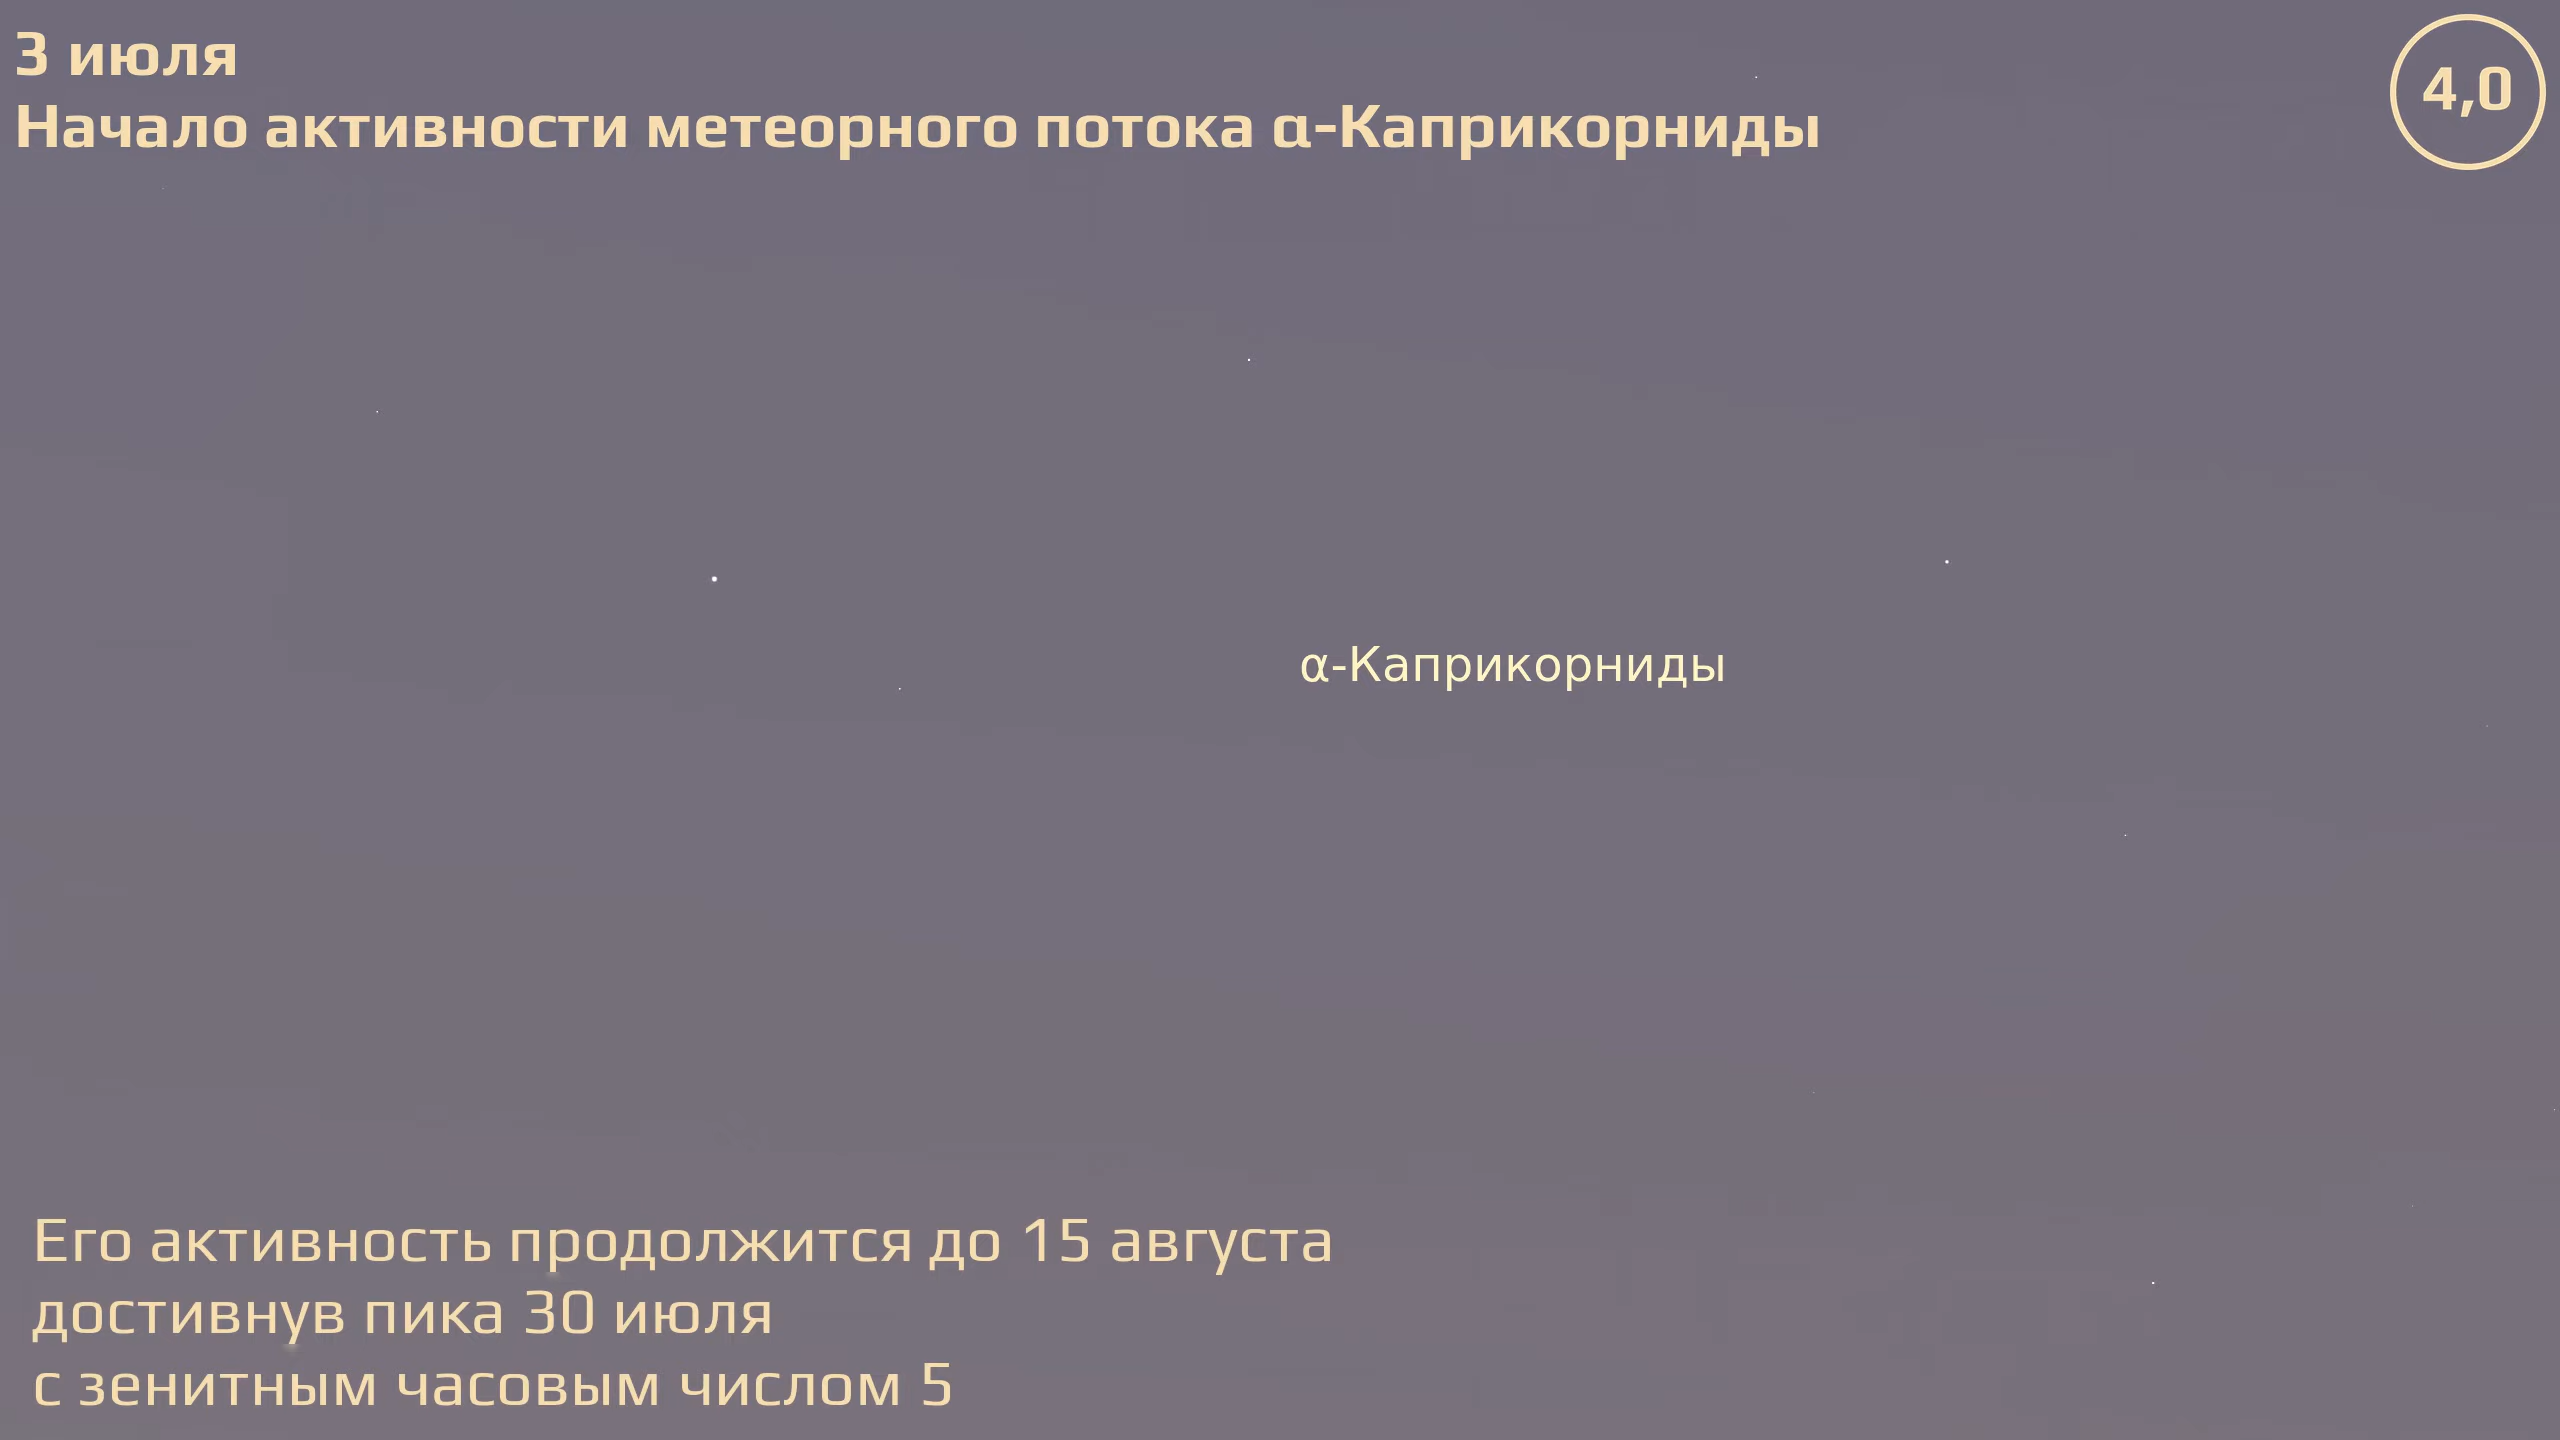 3 июля
Начало активности метеорного потока α-Каприкорниды
4,0
α-Каприкорниды
Его активность продолжится до 15 августа
достивнув пика 30 июля
с зенитным часовым числом 5